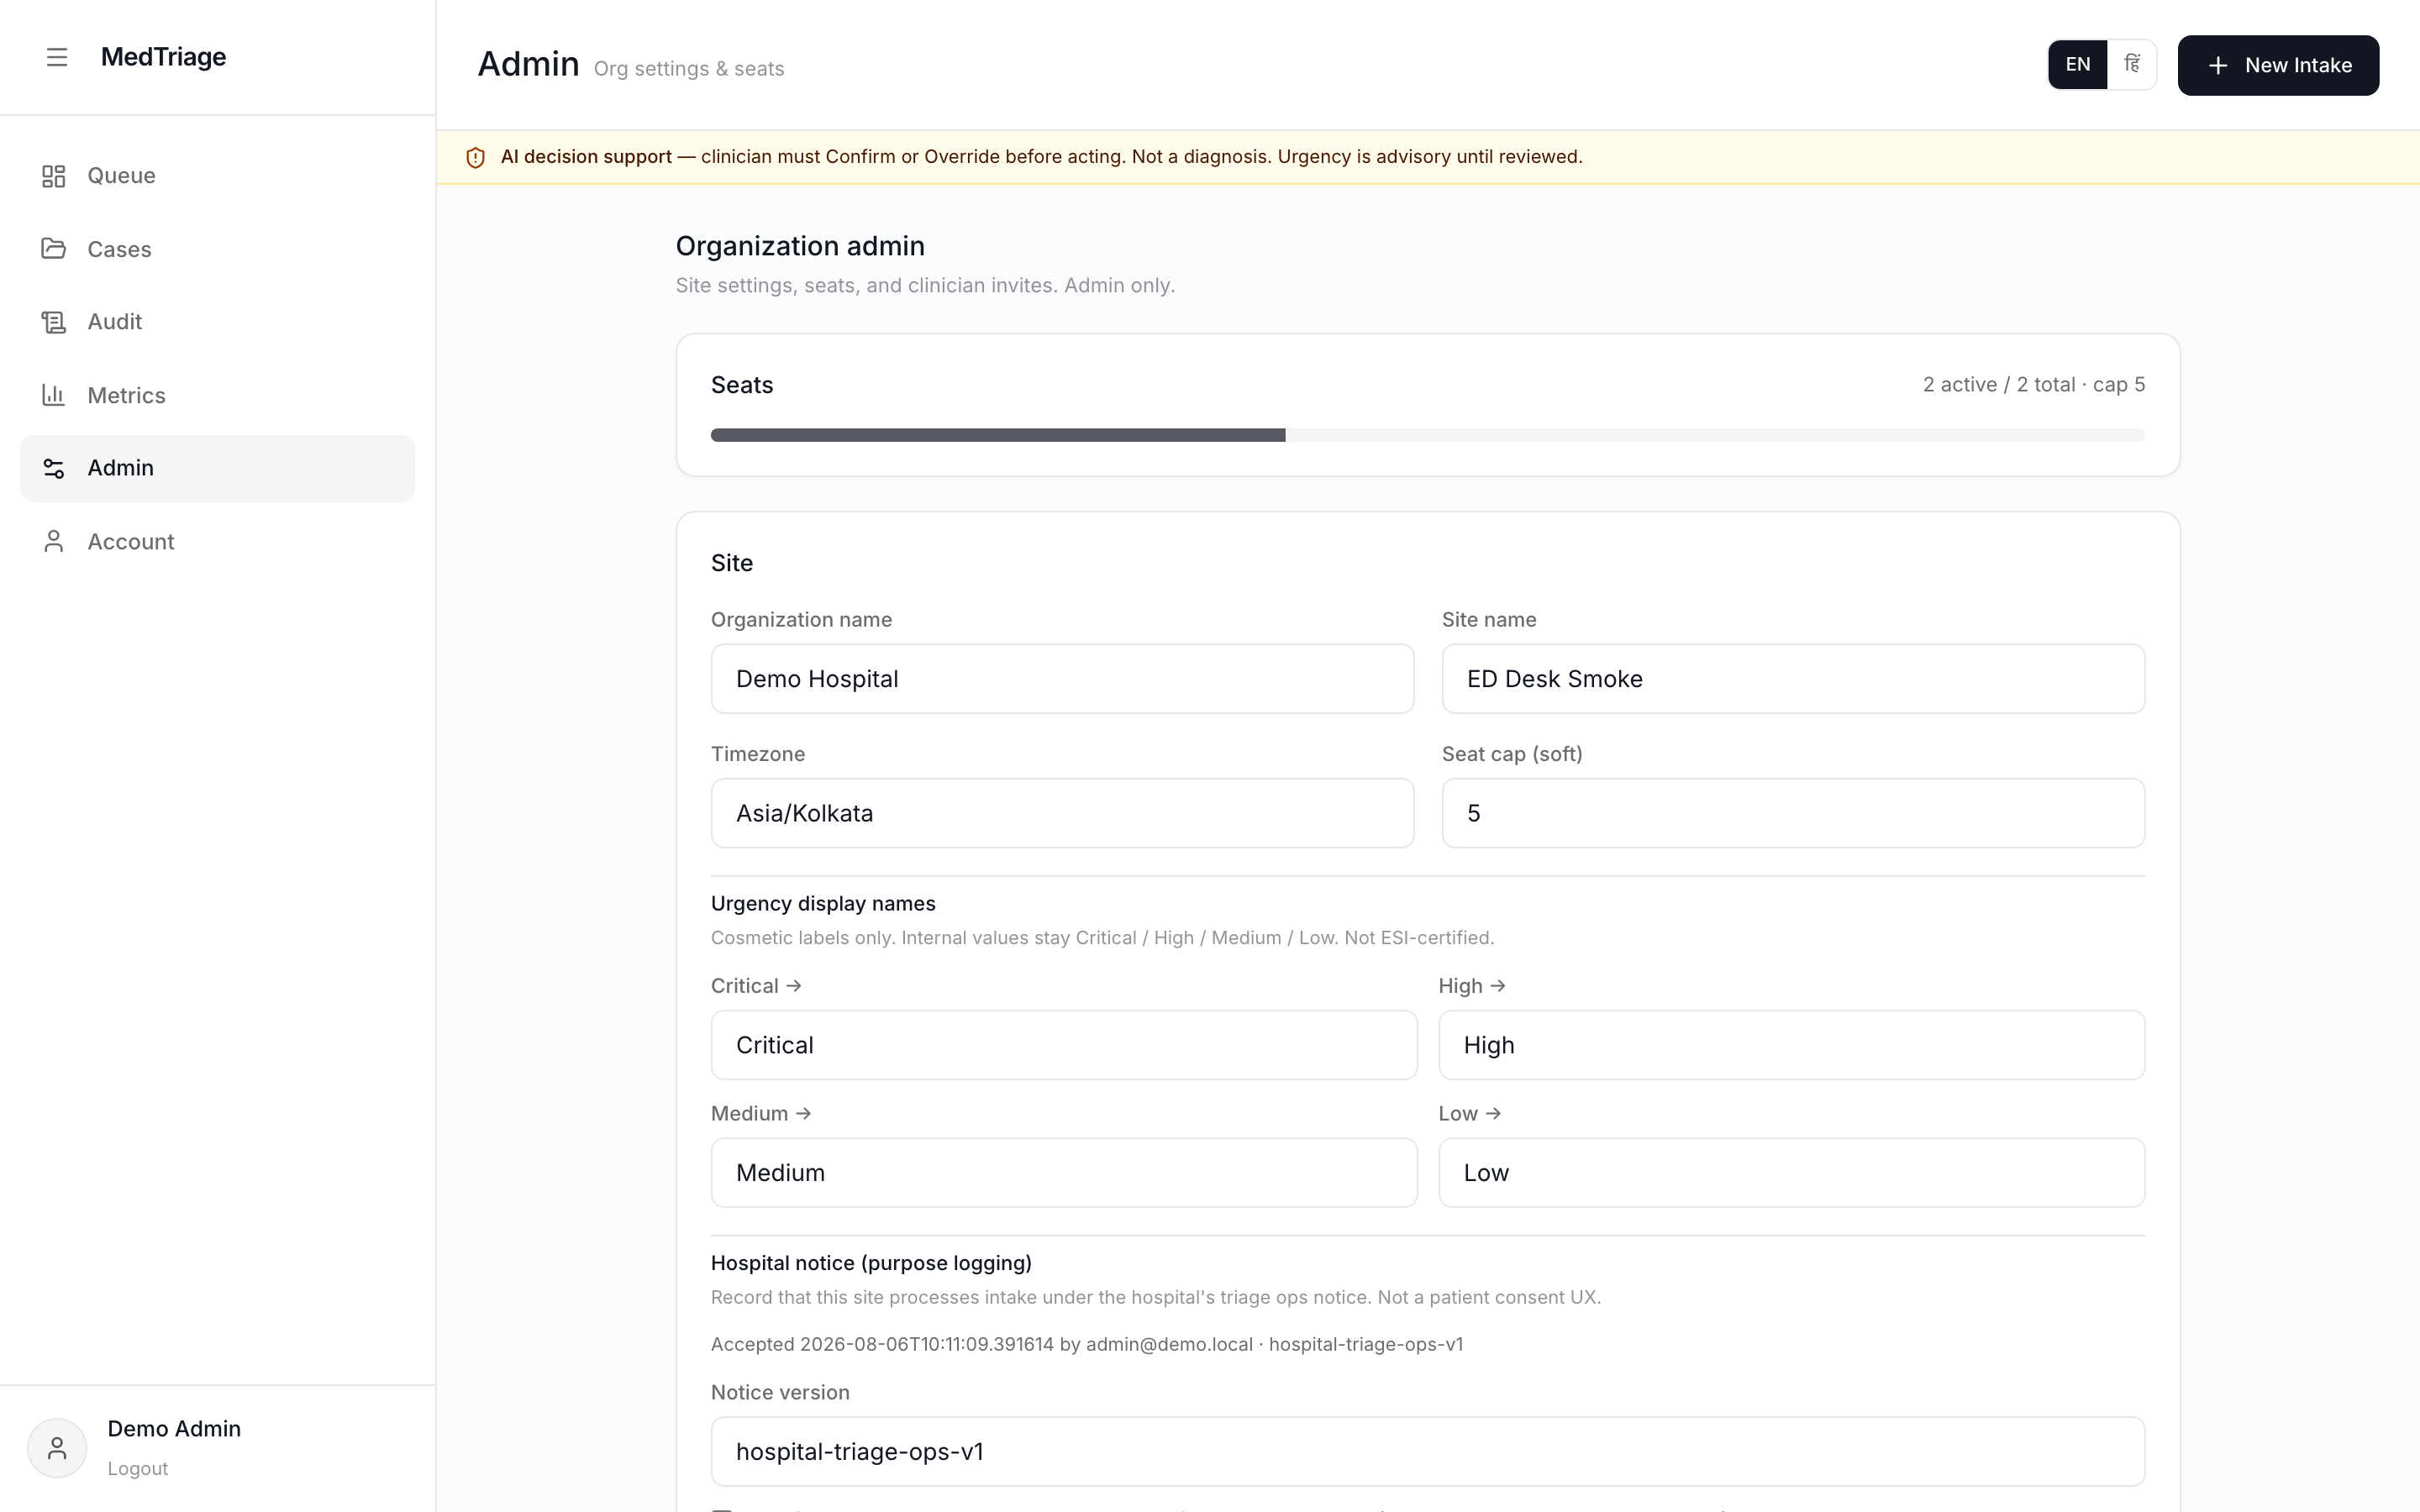 MedTriage
Queue
Cases
Audit
Metrics
Admin
Account
Demo Admin
Logout
Admin Org settings & seats
EN हिं
New Intake
AI decision support — clinician must Confirm or Override before acting. Not a diagnosis. Urgency is advisory until reviewed.
Organization admin
Site settings, seats, and clinician invites. Admin only.
Seats 2 active / 2 total · cap 5
Site
Organization name Site name
Demo Hospital ED Desk Smoke
Timezone Seat cap (soft)
Asia/Kolkata 5
Urgency display names
Cosmetic labels only. Internal values stay Critical / High / Medium / Low. Not ESI-certified.
Critical → High →
Critical High
Medium → Low →
Medium Low
Hospital notice (purpose logging)
Record that this site processes intake under the hospital's triage ops notice. Not a patient consent UX.
Accepted 2026-08-06T10:11:09.391614 by admin@demo.local · hospital-triage-ops-v1
Notice version
hospital-triage-ops-v1